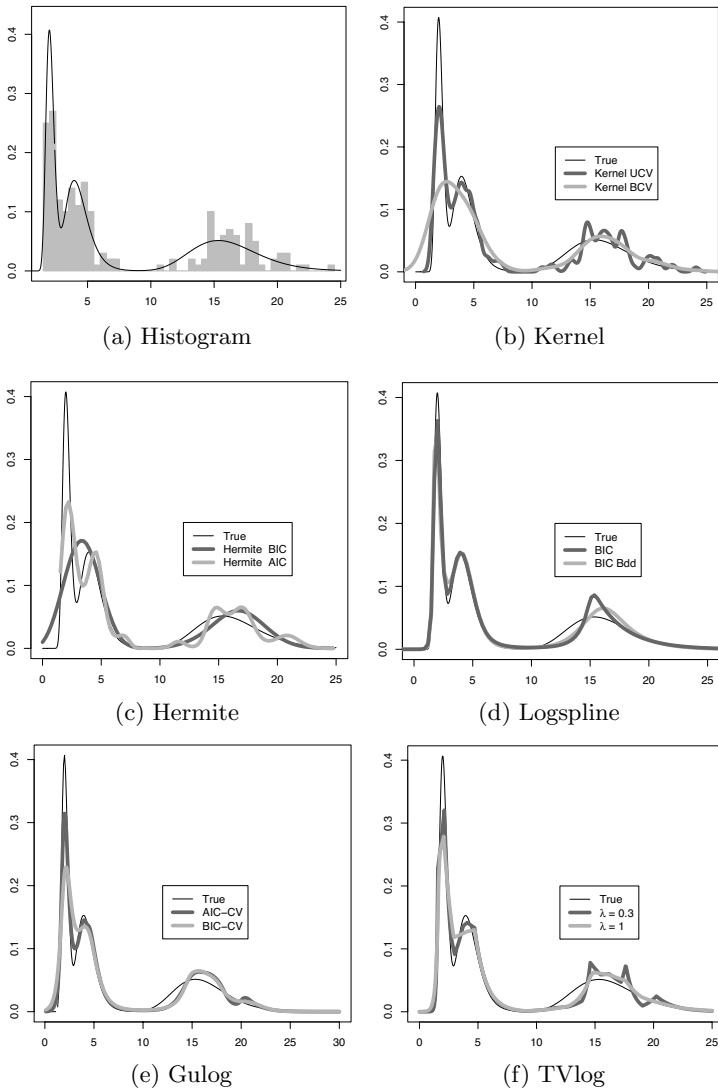 0.4
0.3
0.2
0.1
0.0
5 10 15 20 25
(a) Histogram
0.4
0.3
0.2
0.1
0.0
True
Kernel UCV
Kernel BCV
0 5 10 15 20 25
(b) Kernel
0.4
0.3
0.2
0.1
0.0
True
Hermite BIC
Hermite AIC
0 5 10 15 20 25
(c) Hermite
0.4
0.3
0.2
0.1
0.0
True
BIC
BIC Bdd
0 5 10 15 20 25
(d) Logspline
0.4
0.3
0.2
0.1
0.0
True
AIC–CV
BIC–CV
0 5 10 15 20 25 30
(e) Gulog
0.4
0.3
0.2
0.1
0.0
True
λ = 0.3
λ = 1
0 5 10 15 20 25
(f) TVlog